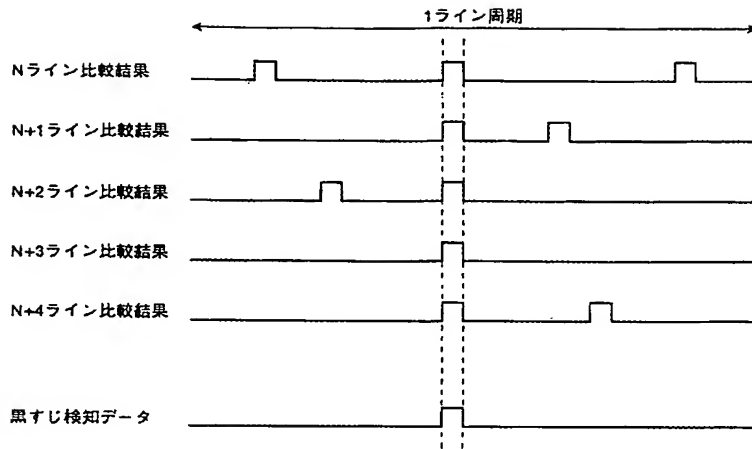 1ライン周期
Nライン比較結果
N+1ライン比較結果
N+2ライン比較結果
N+3ライン比較結果
N+4ライン比較結果
黒すじ検知データ